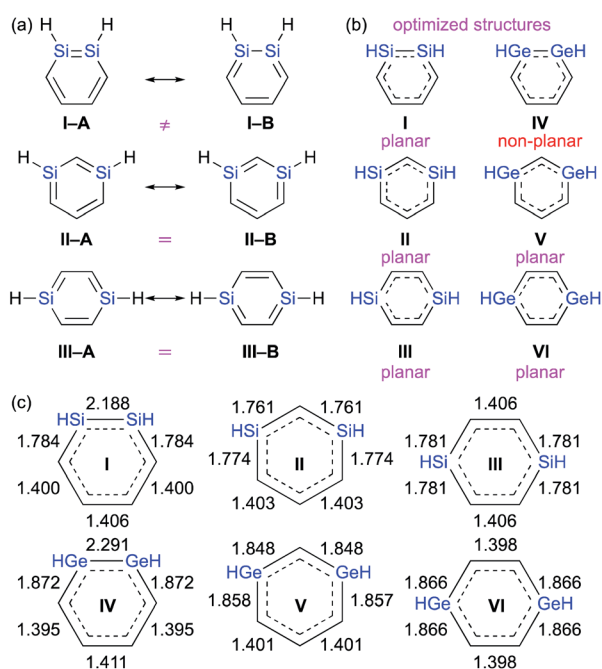 (a)
H H H H
Si Si Si Si
I–A ≠ I–B
H H H H
Si Si Si Si
II–A = II–B
H Si Si H H Si Si H
III–A = III–B
(b) optimized structures
HSi SiH HGe GeH
I IV
planar non-planar
HSi SiH HGe GeH
II V
planar planar
HSi SiH HGe GeH
III VI
planar planar
(c)
2.188 1.761 1.761 1.406
HSi SiH HSi SiH
1.784 1.784 1.781 1.781
I II III HSi SiH
1.774 1.774 1.781 1.781
1.400 1.400 1.403 1.403
1.406 1.406
2.291 1.848 1.848 1.398
HGe GeH HGe GeH
1.872 1.872 1.866 1.866
IV V VI HGe GeH
1.858 1.857 1.866 1.866
1.395 1.395 1.401 1.401
1.411 1.398